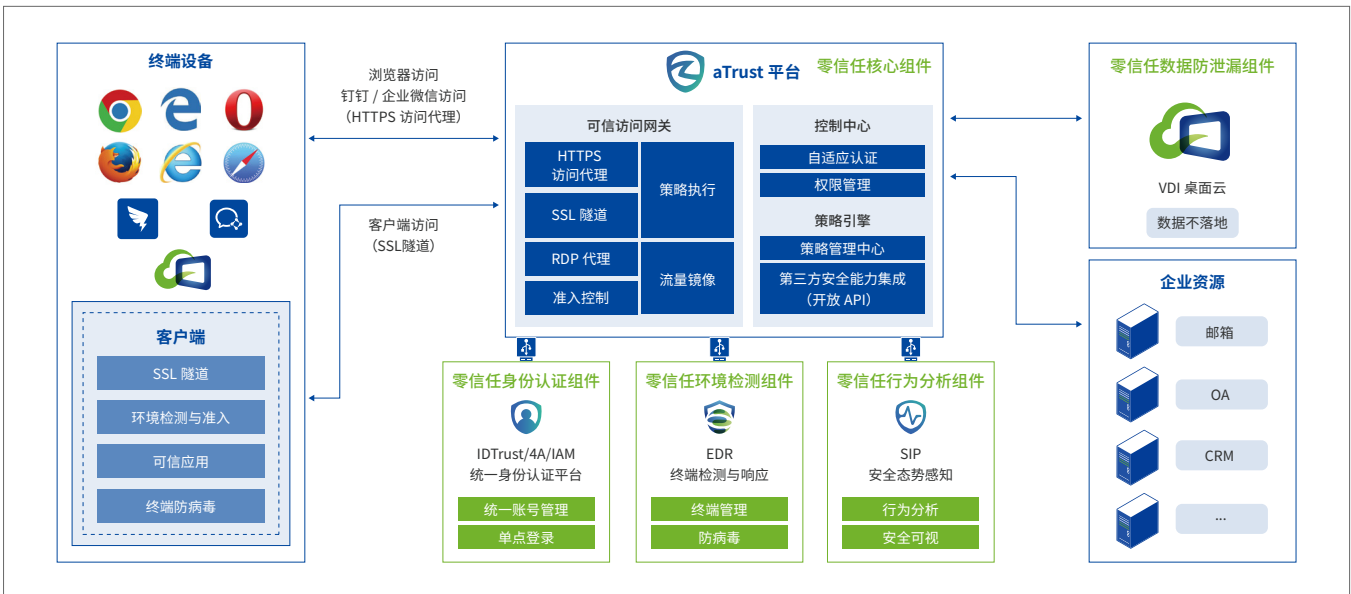 终端设备
客户端
SSL 隧道
环境检测与准入
可信应用
终端防病毒
浏览器访问
钉钉 / 企业微信访问
（HTTPS 访问代理）
客户端访问
（SSL隧道）
aTrust 平台
零信任核心组件
可信访问网关
HTTPS
访问代理
SSL 隧道
RDP 代理
准入控制
策略执行
流量镜像
控制中心
自适应认证
权限管理
策略引擎
策略管理中心
第三方安全能力集成
（开放 API）
零信任身份认证组件
IDTrust/4A/IAM
统一身份认证平台
统一账号管理
单点登录
零信任环境检测组件
EDR
终端检测与响应
终端管理
防病毒
零信任行为分析组件
SIP
安全态势感知
行为分析
安全可视
零信任数据防泄漏组件
VDI 桌面云
数据不落地
企业资源
邮箱
OA
CRM
...